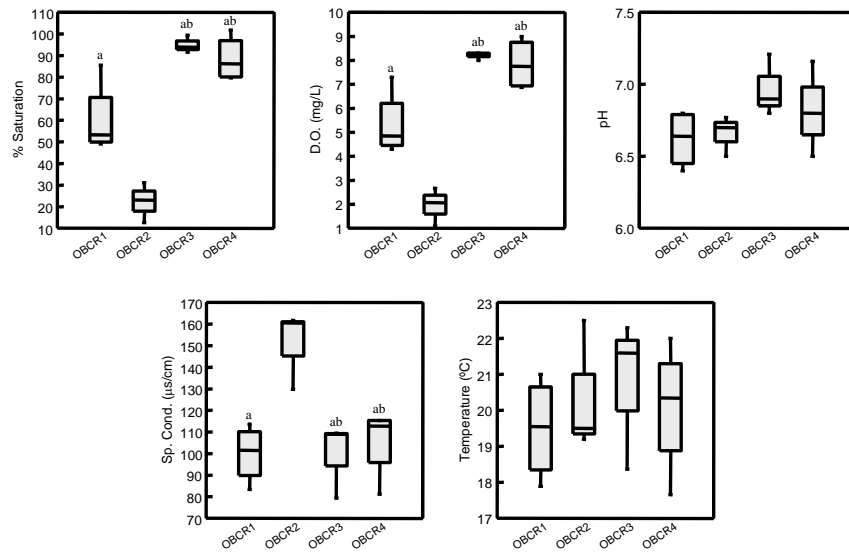 % Saturation
110
100
90
80
70
60
50
40
30
20
10
a
ab
ab
OBCR1
OBCR2
OBCR3
OBCR4
D.O. (mg/L)
10
9
8
7
6
5
4
3
2
1
a
ab
ab
OBCR1
OBCR2
OBCR3
OBCR4
pH
7.5
7.0
6.5
6.0
OBCR1
OBCR2
OBCR3
OBCR4
Sp. Cond. (µs/cm)
170
160
150
140
130
120
110
100
90
80
70
a
ab
ab
OBCR1
OBCR2
OBCR3
OBCR4
Temperature (ºC)
23
22
21
20
19
18
17
OBCR1
OBCR2
OBCR3
OBCR4